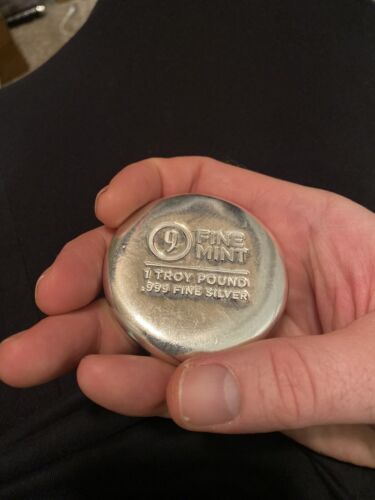 9 FINE
MINT
1 TROY POUND
.999 FINE SILVER